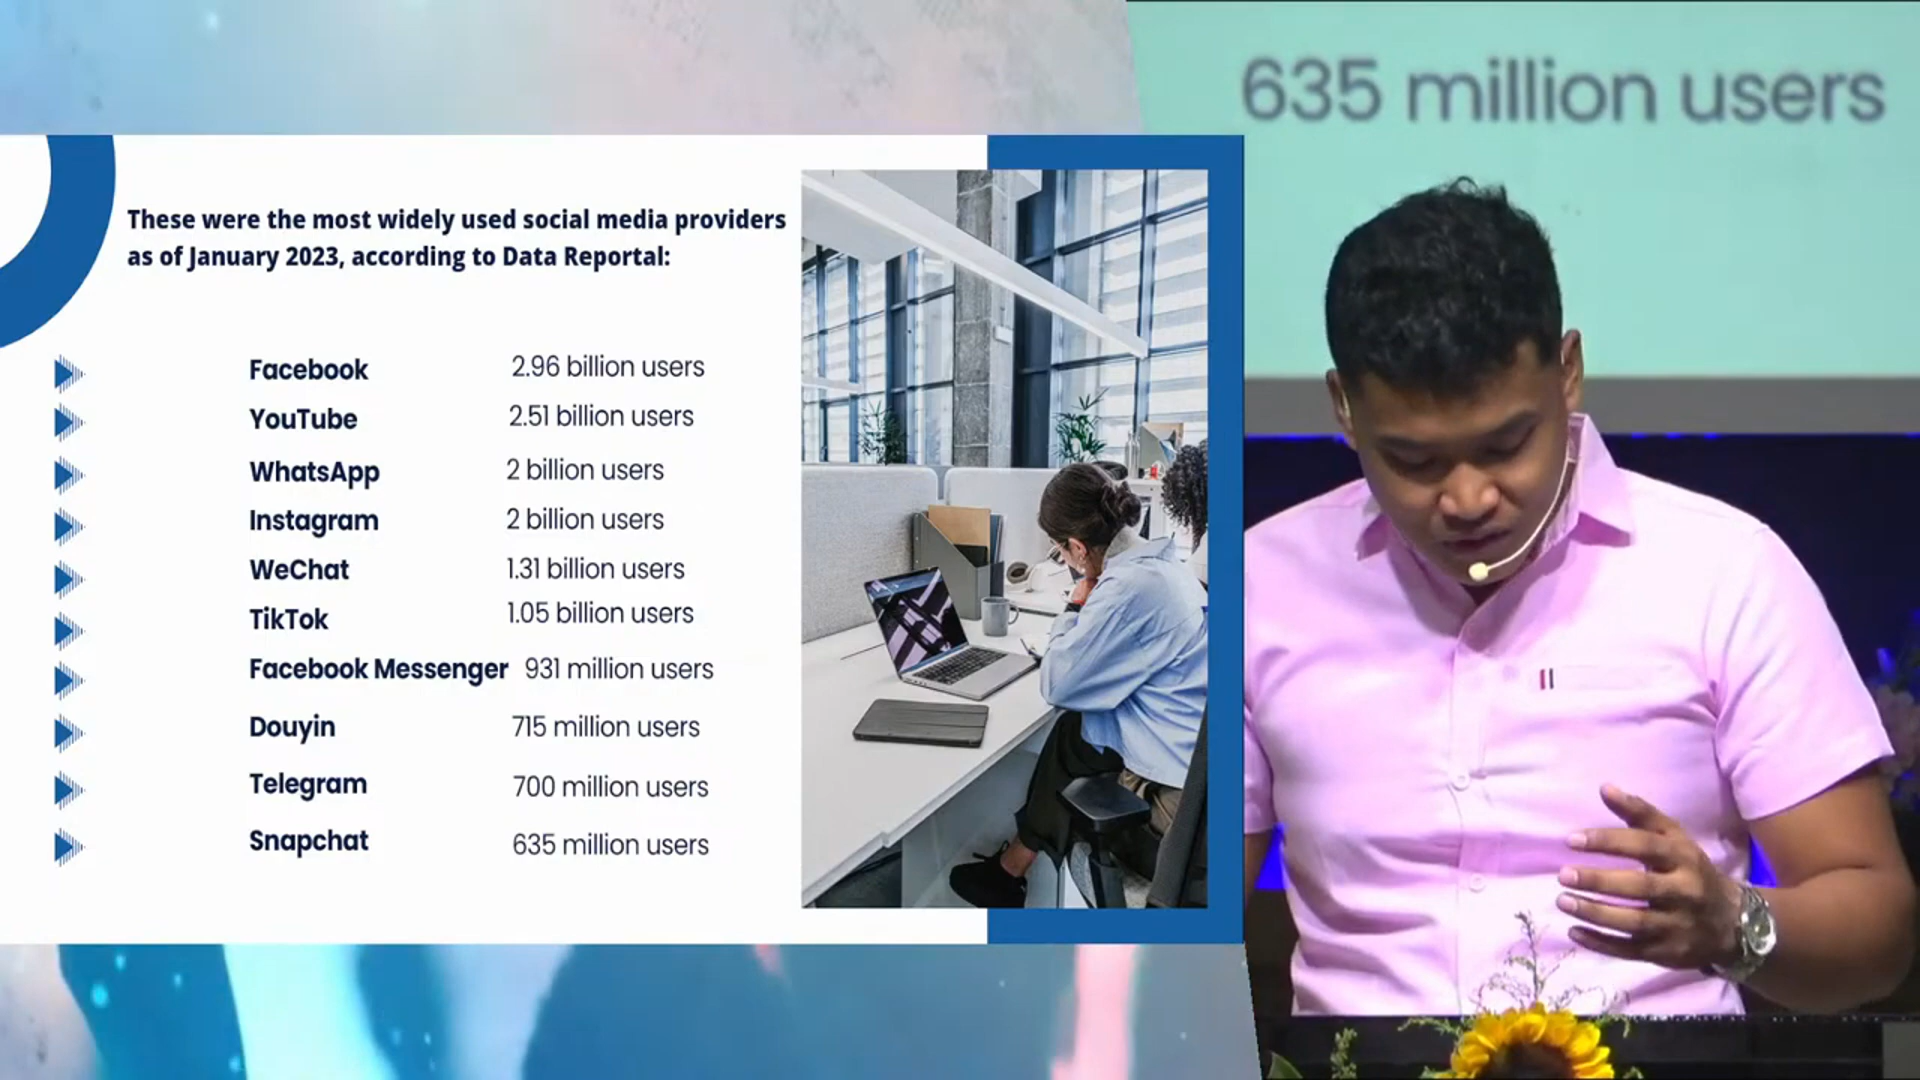 635 million users
These were the most widely used social media providers
as of January 2023, according to Data Reportal:
Facebook 2.96 billion users
YouTube 2.51 billion users
WhatsApp 2 billion users
Instagram 2 billion users
WeChat 1.31 billion users
TikTok 1.05 billion users
Facebook Messenger 931 million users
Douyin 715 million users
Telegram 700 million users
Snapchat 635 million users